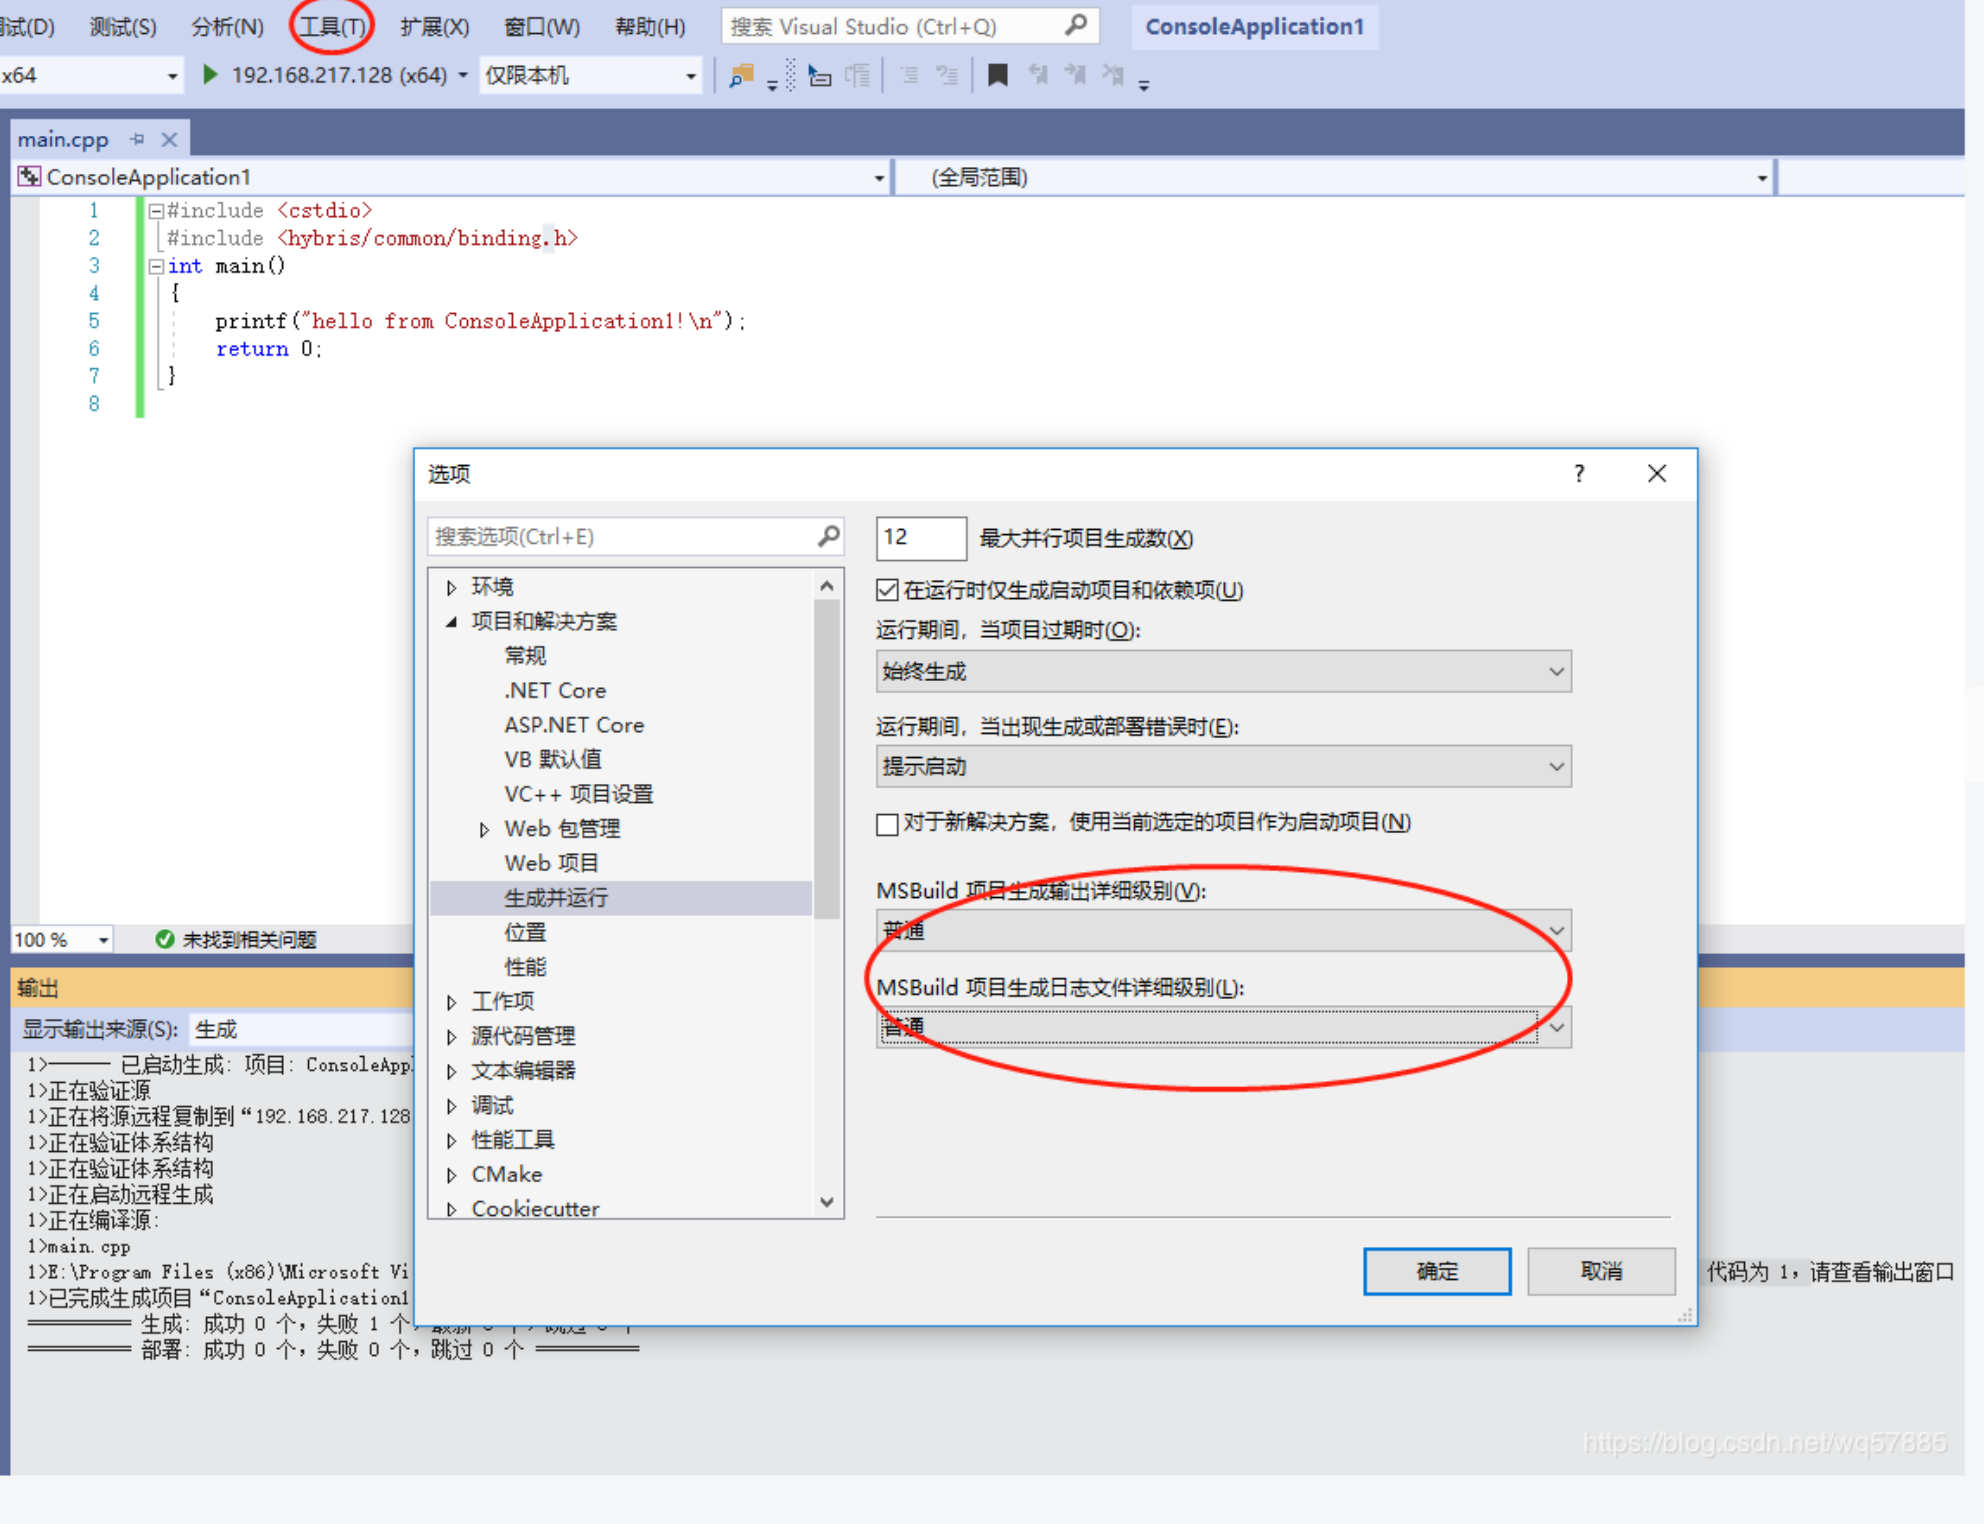 测试(S) 分析(N) 工具(T) 扩展(X) 窗口(W) 帮助(H) 搜索 Visual Studio (Ctrl+Q) ConsoleApplication1
x64 192.168.217.128 (x64) 仅限本机
main.cpp
ConsoleApplication1 (全局范围)
1 #include <cstdio>
2 #include <hybris/common/binding.h>
3 int main()
4 {
5 printf("hello from ConsoleApplication1!\n");
6 return 0;
7 }
8
选项 ?
搜索选项(Ctrl+E)
环境
项目和解决方案
常规
.NET Core
ASP.NET Core
VB 默认值
VC++ 项目设置
Web 包管理
Web 项目
生成并运行
位置
性能
工作项
源代码管理
文本编辑器
调试
性能工具
CMake
Cookiecutter
12 最大并行项目生成数(X)
在运行时仅生成启动项目和依赖项(U)
运行期间，当项目过期时(O):
始终生成
运行期间，当出现生成或部署错误时(E):
提示启动
对于新解决方案，使用当前选定的项目作为启动项目(N)
MSBuild 项目生成输出详细级别(V):
普通
MSBuild 项目生成日志文件详细级别(L):
普通
确定 取消
100 % 未找到相关问题
输出
显示输出来源(S): 生成
1>—— 已启动生成: 项目: ConsoleAppl
1>正在验证源
1>正在将源远程复制到“192.168.217.128
1>正在验证体系结构
1>正在验证体系结构
1>正在启动远程生成
1>正在编译源:
1>main.cpp
1>E:\Program Files (x86)\Microsoft Vi 代码为 1，请查看输出窗口
1>已完成生成项目“ConsoleApplication1
========== 生成: 成功 0 个，失败 1 个，
========== 部署: 成功 0 个，失败 0 个，跳过 0 个 ==========
https://blog.csdn.net/wq57885